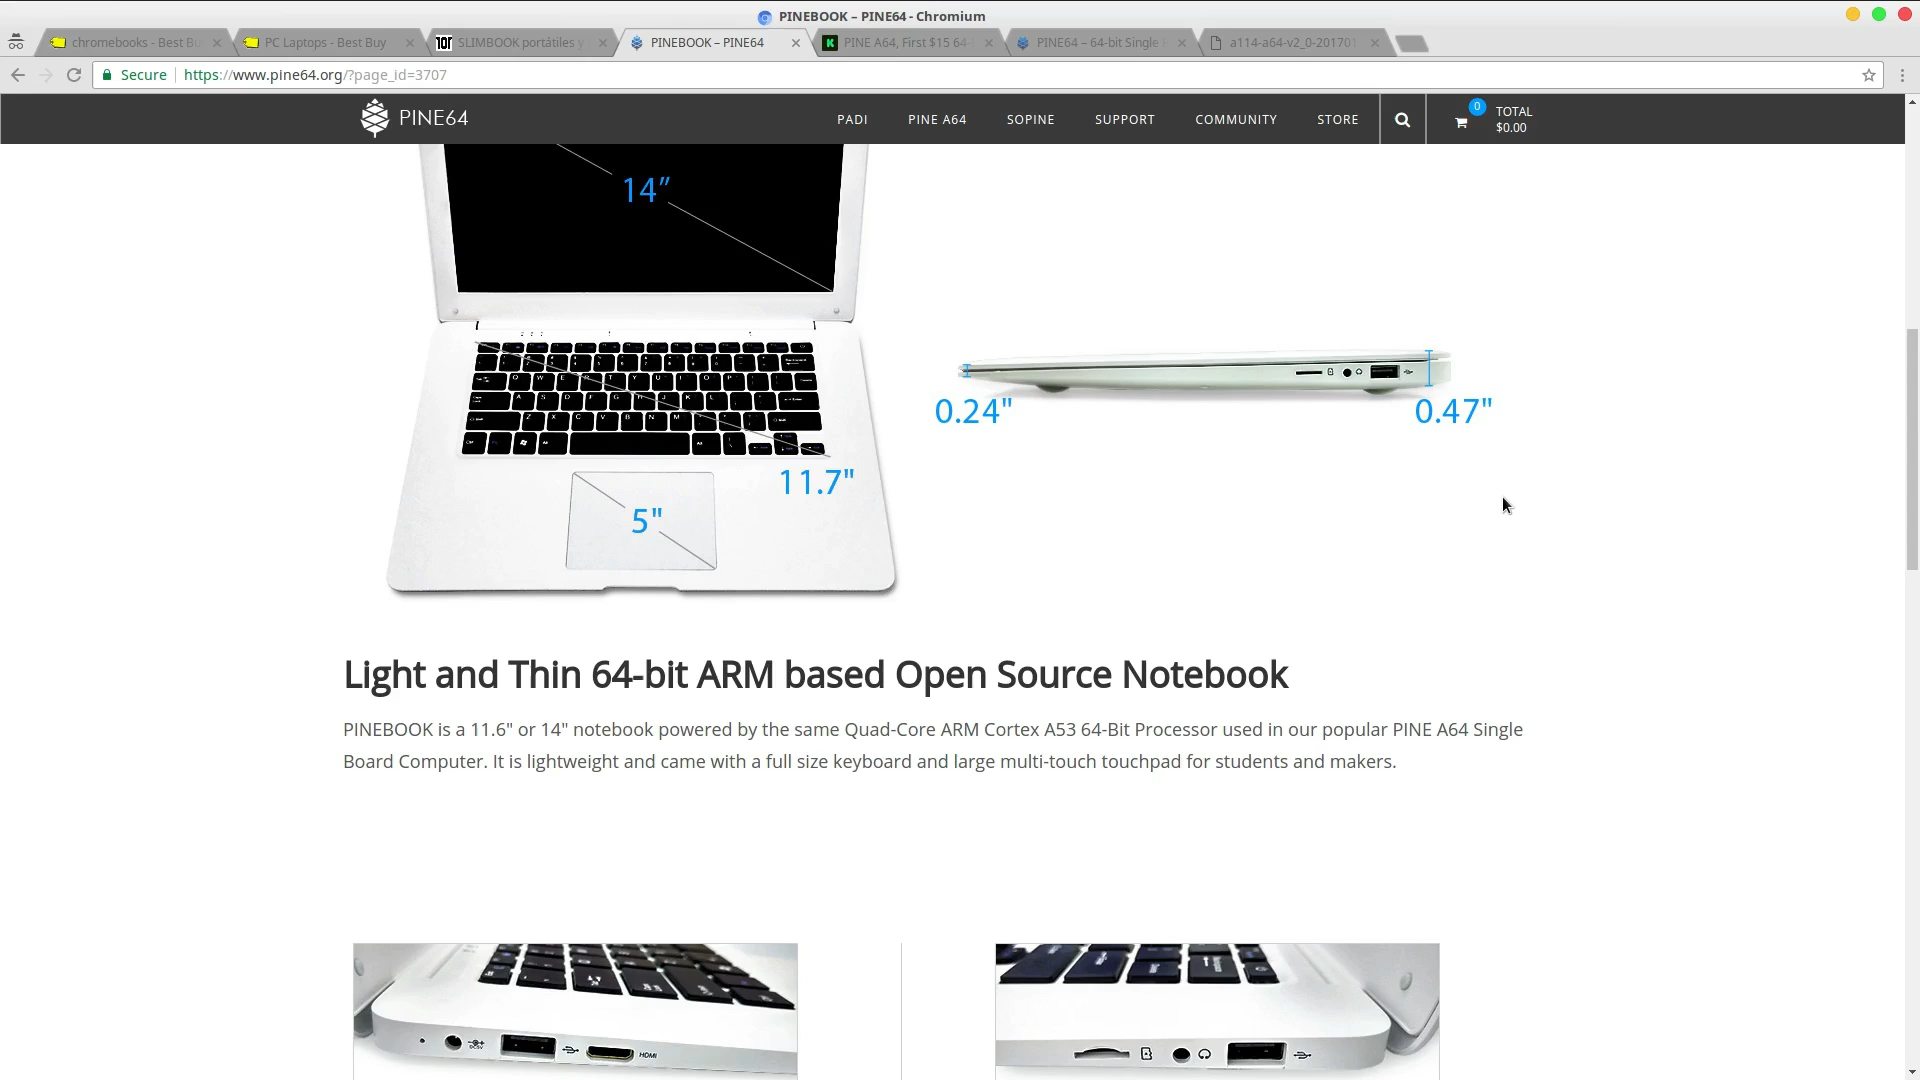 PINEBOOK – PINE64 - Chromium
chromebooks - Best Bu
PC Laptops - Best Buy
SLIMBOOK portátiles y
PINEBOOK – PINE64
PINE A64, First $15 64-
PINE64 – 64-bit Single
a114-a64-v2_0-201701
Secure
https://www.pine64.org/?page_id=3707
PINE64
PADI
PINE A64
SOPINE
SUPPORT
COMMUNITY
STORE
0
TOTAL
$0.00
14”
0.24"
0.47"
11.7"
5"
Light and Thin 64-bit ARM based Open Source Notebook
PINEBOOK is a 11.6" or 14" notebook powered by the same Quad-Core ARM Cortex A53 64-Bit Processor used in our popular PINE A64 Single
Board Computer. It is lightweight and came with a full size keyboard and large multi-touch touchpad for students and makers.
HDMI